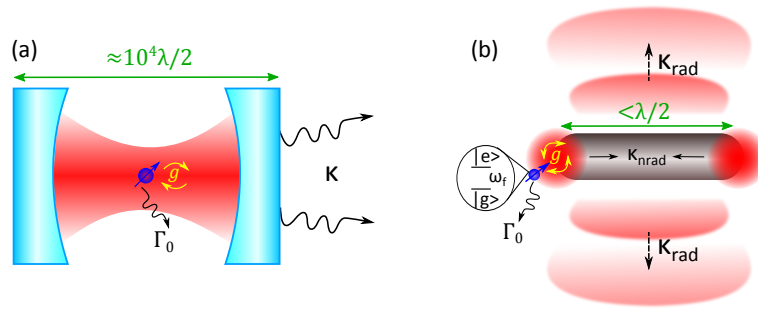 (a)
≈10⁴λ/2
g
Γ₀
κ
(b)
κ_rad
<λ/2
g
|e>
ω_f
|g>
κ_nrad
Γ₀
κ_rad